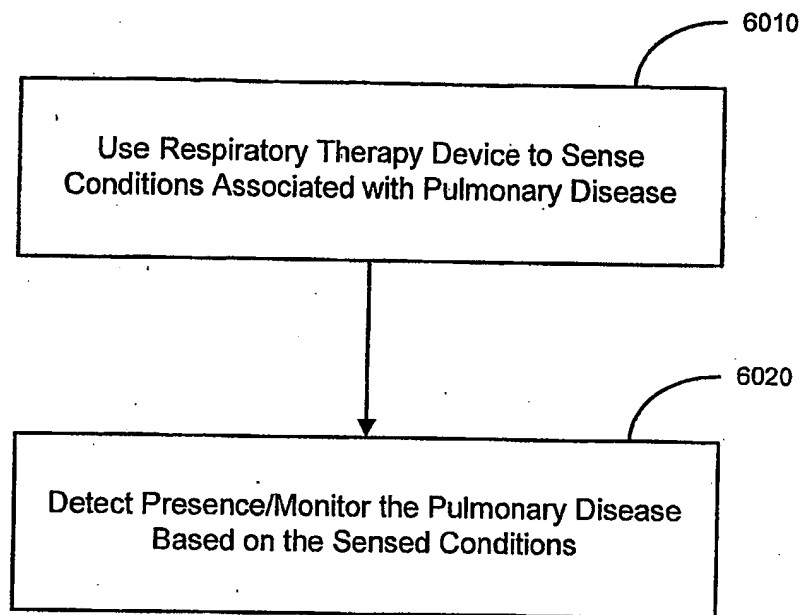 6010
Use Respiratory Therapy Device to Sense
Conditions Associated with Pulmonary Disease
6020
Detect Presence/Monitor the Pulmonary Disease
Based on the Sensed Conditions